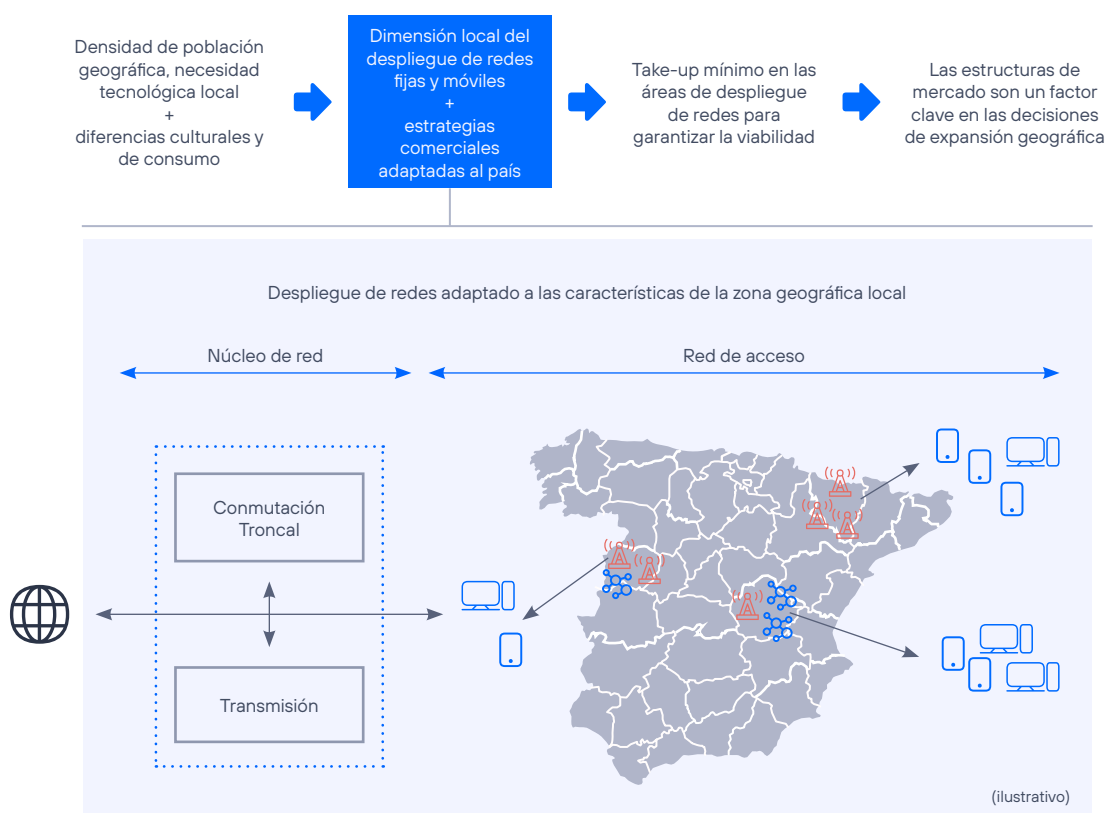 Densidad de población
geográfica, necesidad
tecnológica local
+
diferencias culturales y
de consumo
Dimensión local del
despliegue de redes
fijas y móviles
+
estrategias
comerciales
adaptadas al país
Take-up mínimo en las
áreas de despliegue
de redes para
garantizar la viabilidad
Las estructuras de
mercado son un factor
clave en las decisiones
de expansión geográfica
Despliegue de redes adaptado a las características de la zona geográfica local
Núcleo de red
Red de acceso
Conmutación
Troncal
Transmisión
(ilustrativo)